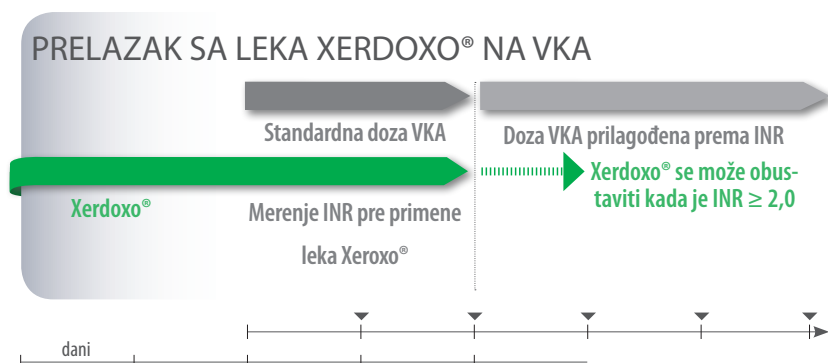 PRELAZAK SA LEKA XERDOXO® NA VKA
Standardna doza VKA
Doza VKA prilagođena prema INR
Xerdoxo®
Merenje INR pre primene
leka Xeroxo®
Xerdoxo® se može obus-
taviti kada je INR ≥ 2,0
dani